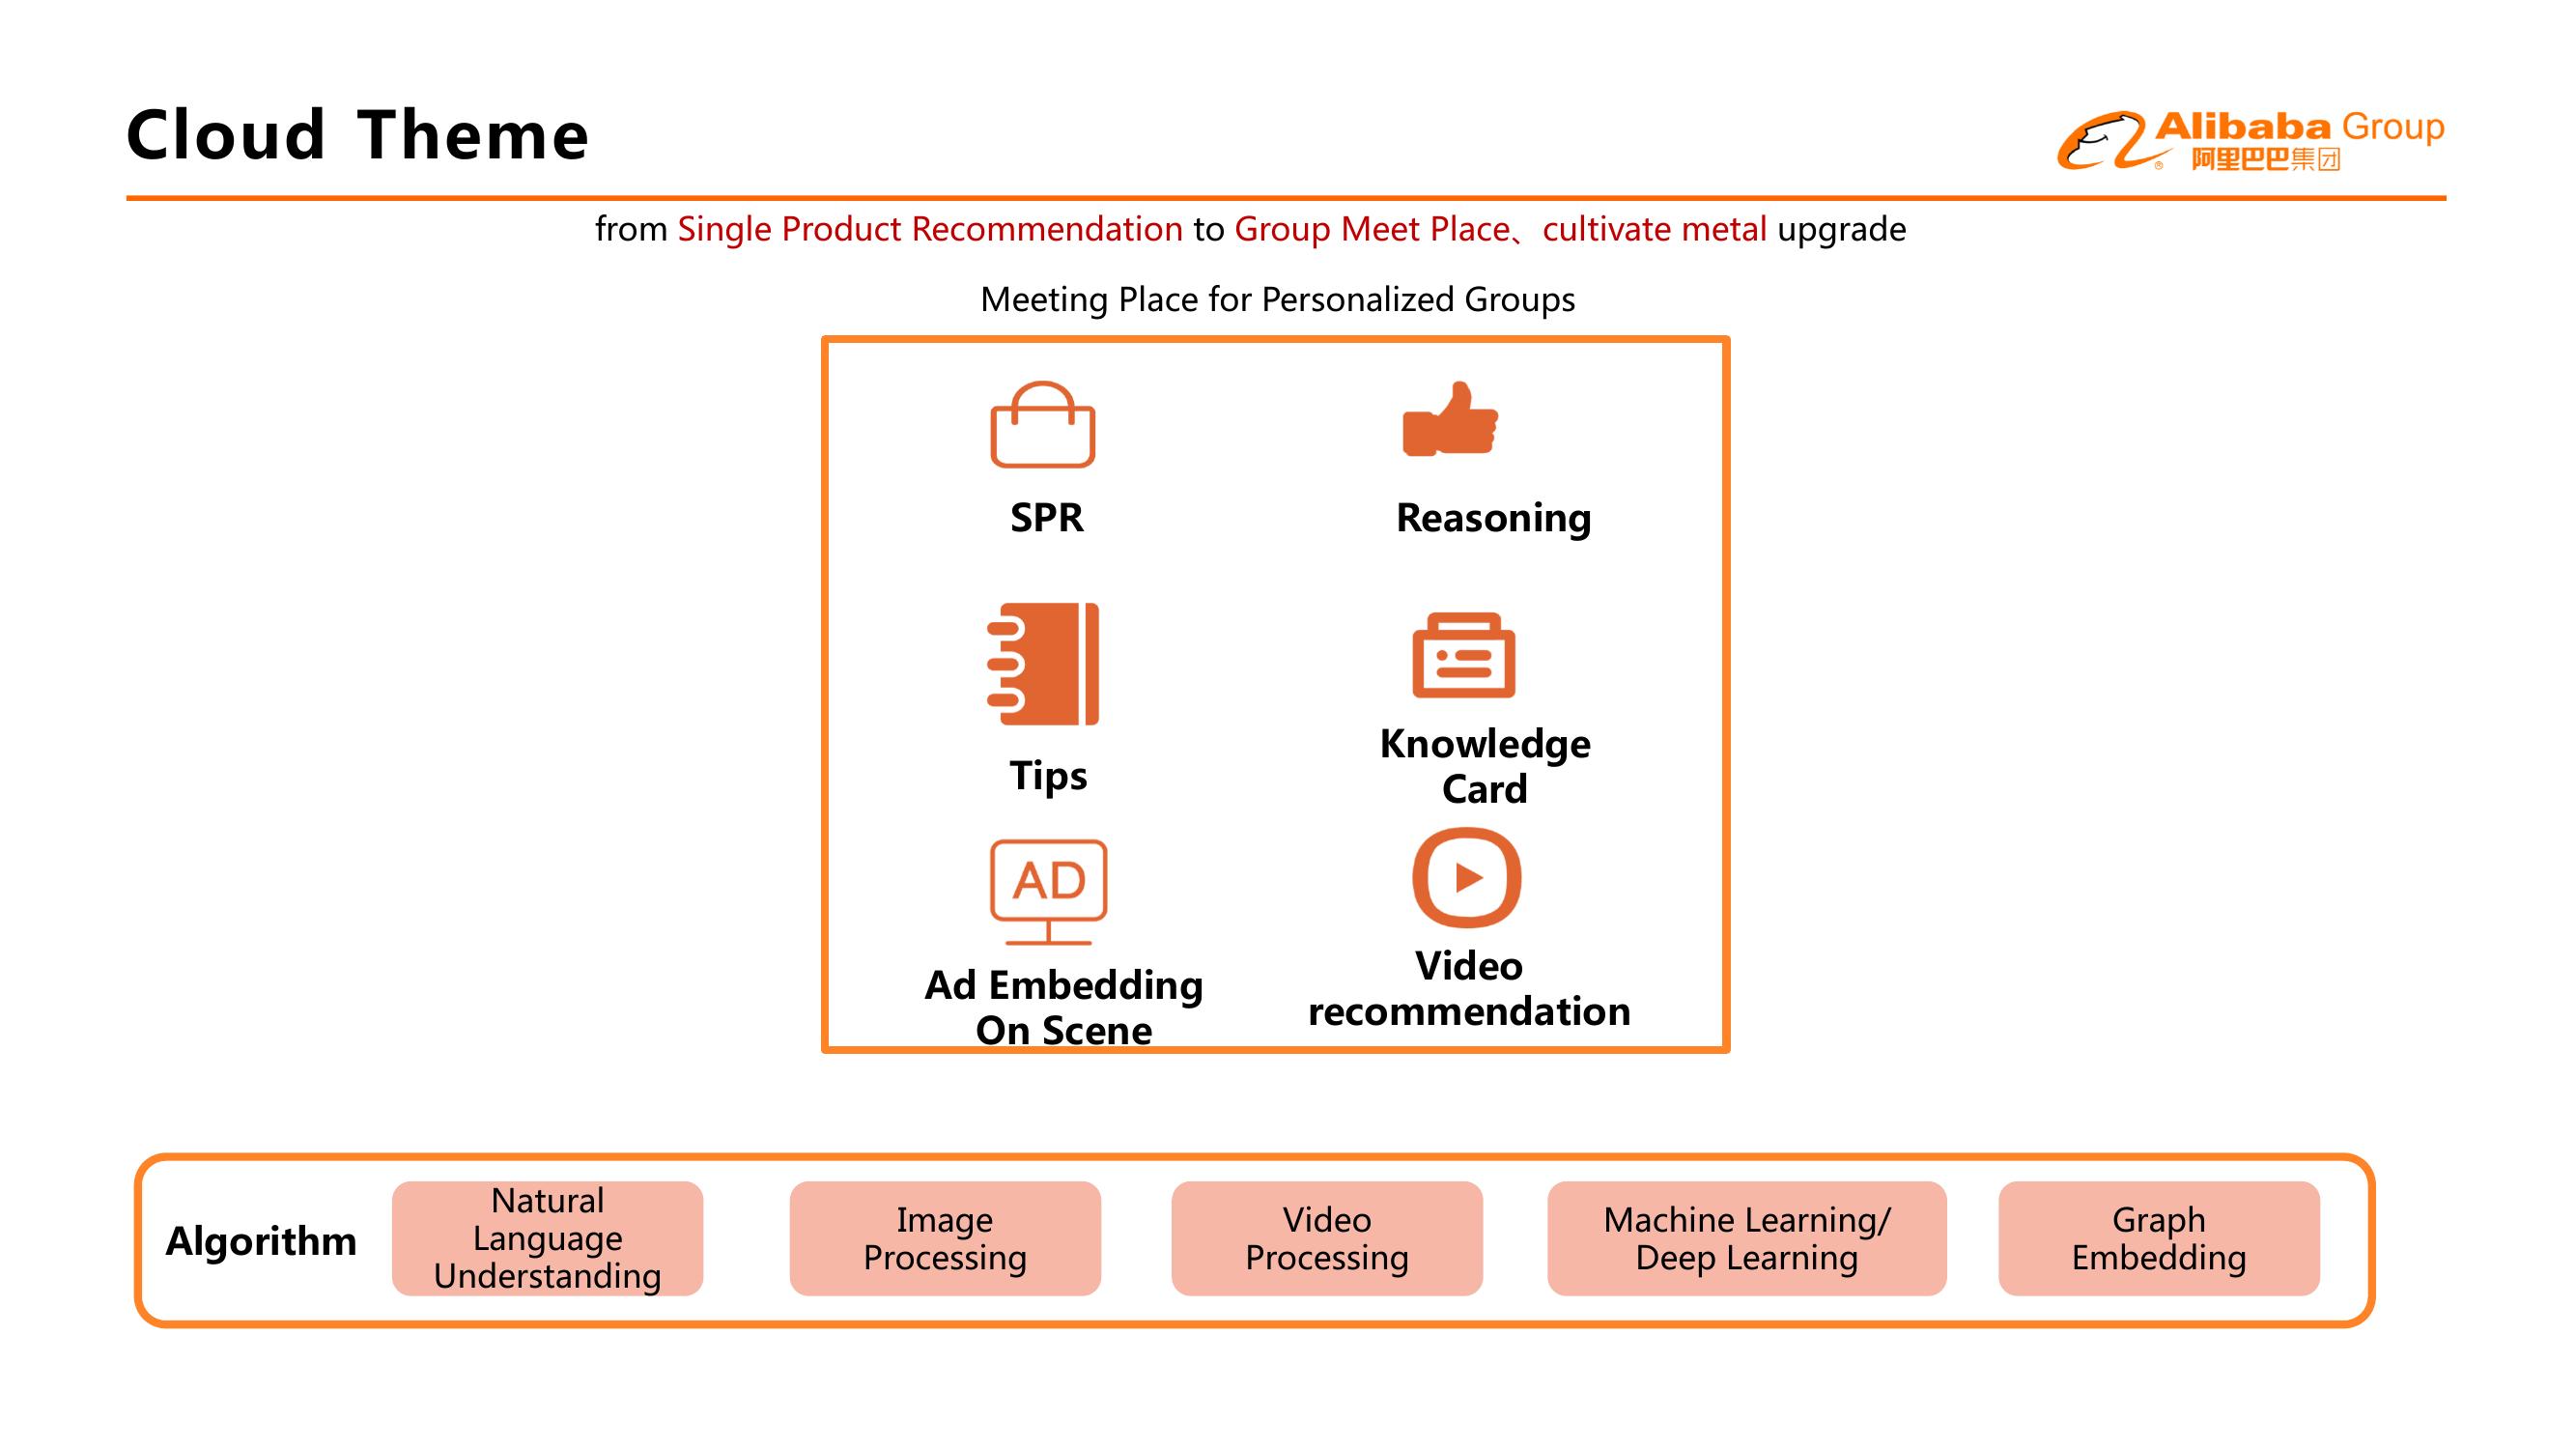 Cloud Theme
Alibaba Group
®
阿里巴巴集团
from Single Product Recommendation to Group Meet Place、cultivate metal upgrade
Meeting Place for Personalized Groups
SPR
Reasoning
Tips
Knowledge
Card
AD
Ad Embedding
On Scene
Video
recommendation
Algorithm
Natural
Language
Understanding
Image
Processing
Video
Processing
Machine Learning/
Deep Learning
Graph
Embedding